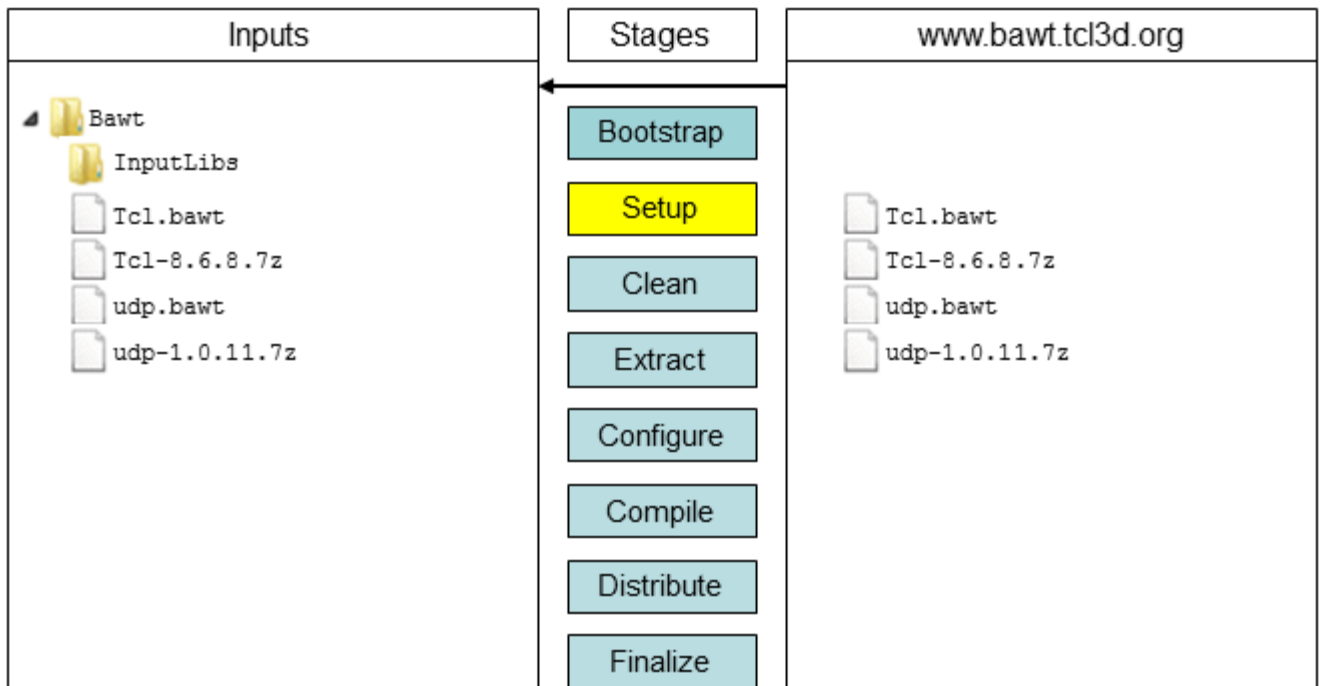 Inputs
Stages
www.bawt.tcl3d.org
Bawt
InputLibs
Tcl.bawt
Tcl-8.6.8.7z
udp.bawt
udp-1.0.11.7z
Bootstrap
Setup
Clean
Extract
Configure
Compile
Distribute
Finalize
Tcl.bawt
Tcl-8.6.8.7z
udp.bawt
udp-1.0.11.7z